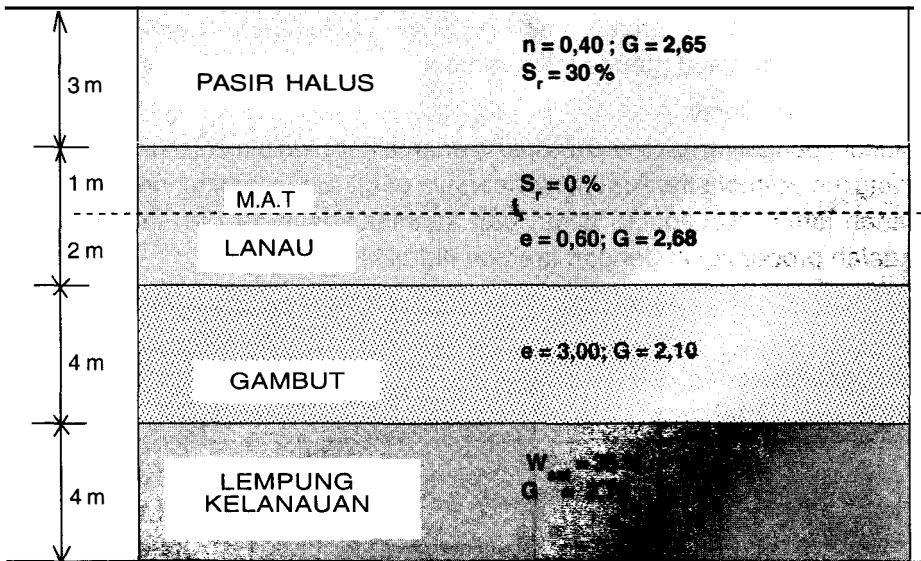 n = 0,40 ; G = 2,65
S_r = 30 %
3 m
PASIR HALUS
1 m
S_r = 0 %
M.A.T
2 m
LANAU
e = 0,60; G = 2,68
4 m
e = 3,00; G = 2,10
GAMBUT
W
G =
4 m
LEMPUNG
KELANAUAN